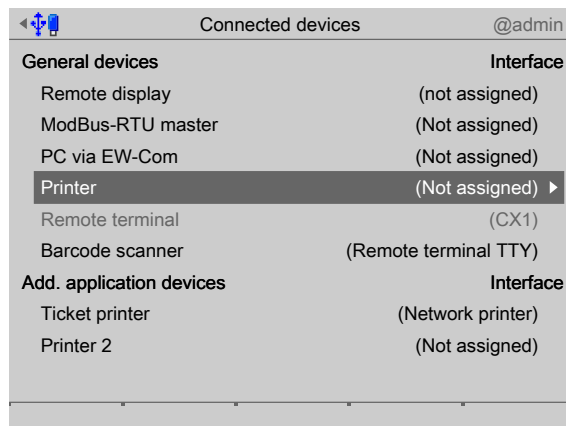 Connected devices @admin
General devices Interface
Remote display (not assigned)
ModBus-RTU master (Not assigned)
PC via EW-Com (Not assigned)
Printer (Not assigned)
Remote terminal (CX1)
Barcode scanner (Remote terminal TTY)
Add. application devices Interface
Ticket printer (Network printer)
Printer 2 (Not assigned)